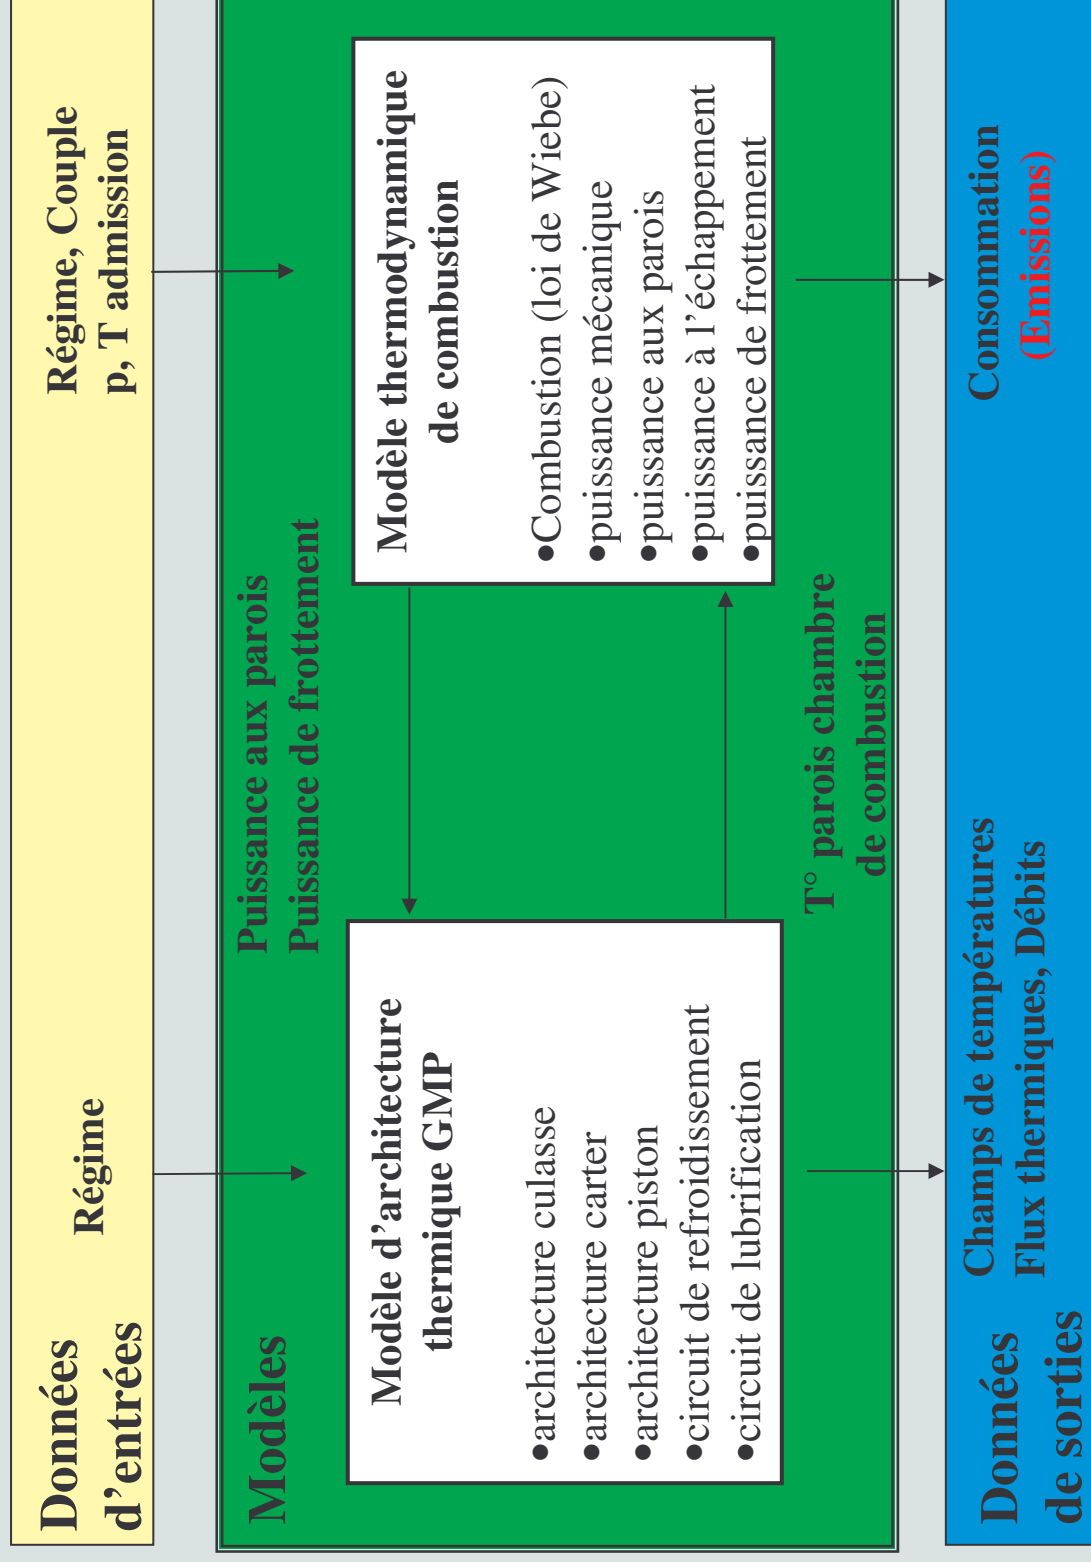 Données
d'entrées
Régime
Régime, Couple
p, T admission
Modèles
Puissance aux parois
Puissance de frottement
Modèle d'architecture
thermique GMP
•architecture culasse
•architecture carter
•architecture piston
•circuit de refroidissement
•circuit de lubrification
Modèle thermodynamique
de combustion
•Combustion (loi de Wiebe)
•puissance mécanique
•puissance aux parois
•puissance à l'échappement
•puissance de frottement
T° parois chambre
de combustion
Données
de sorties
Champs de températures
Flux thermiques, Débits
Consommation
(Emissions)